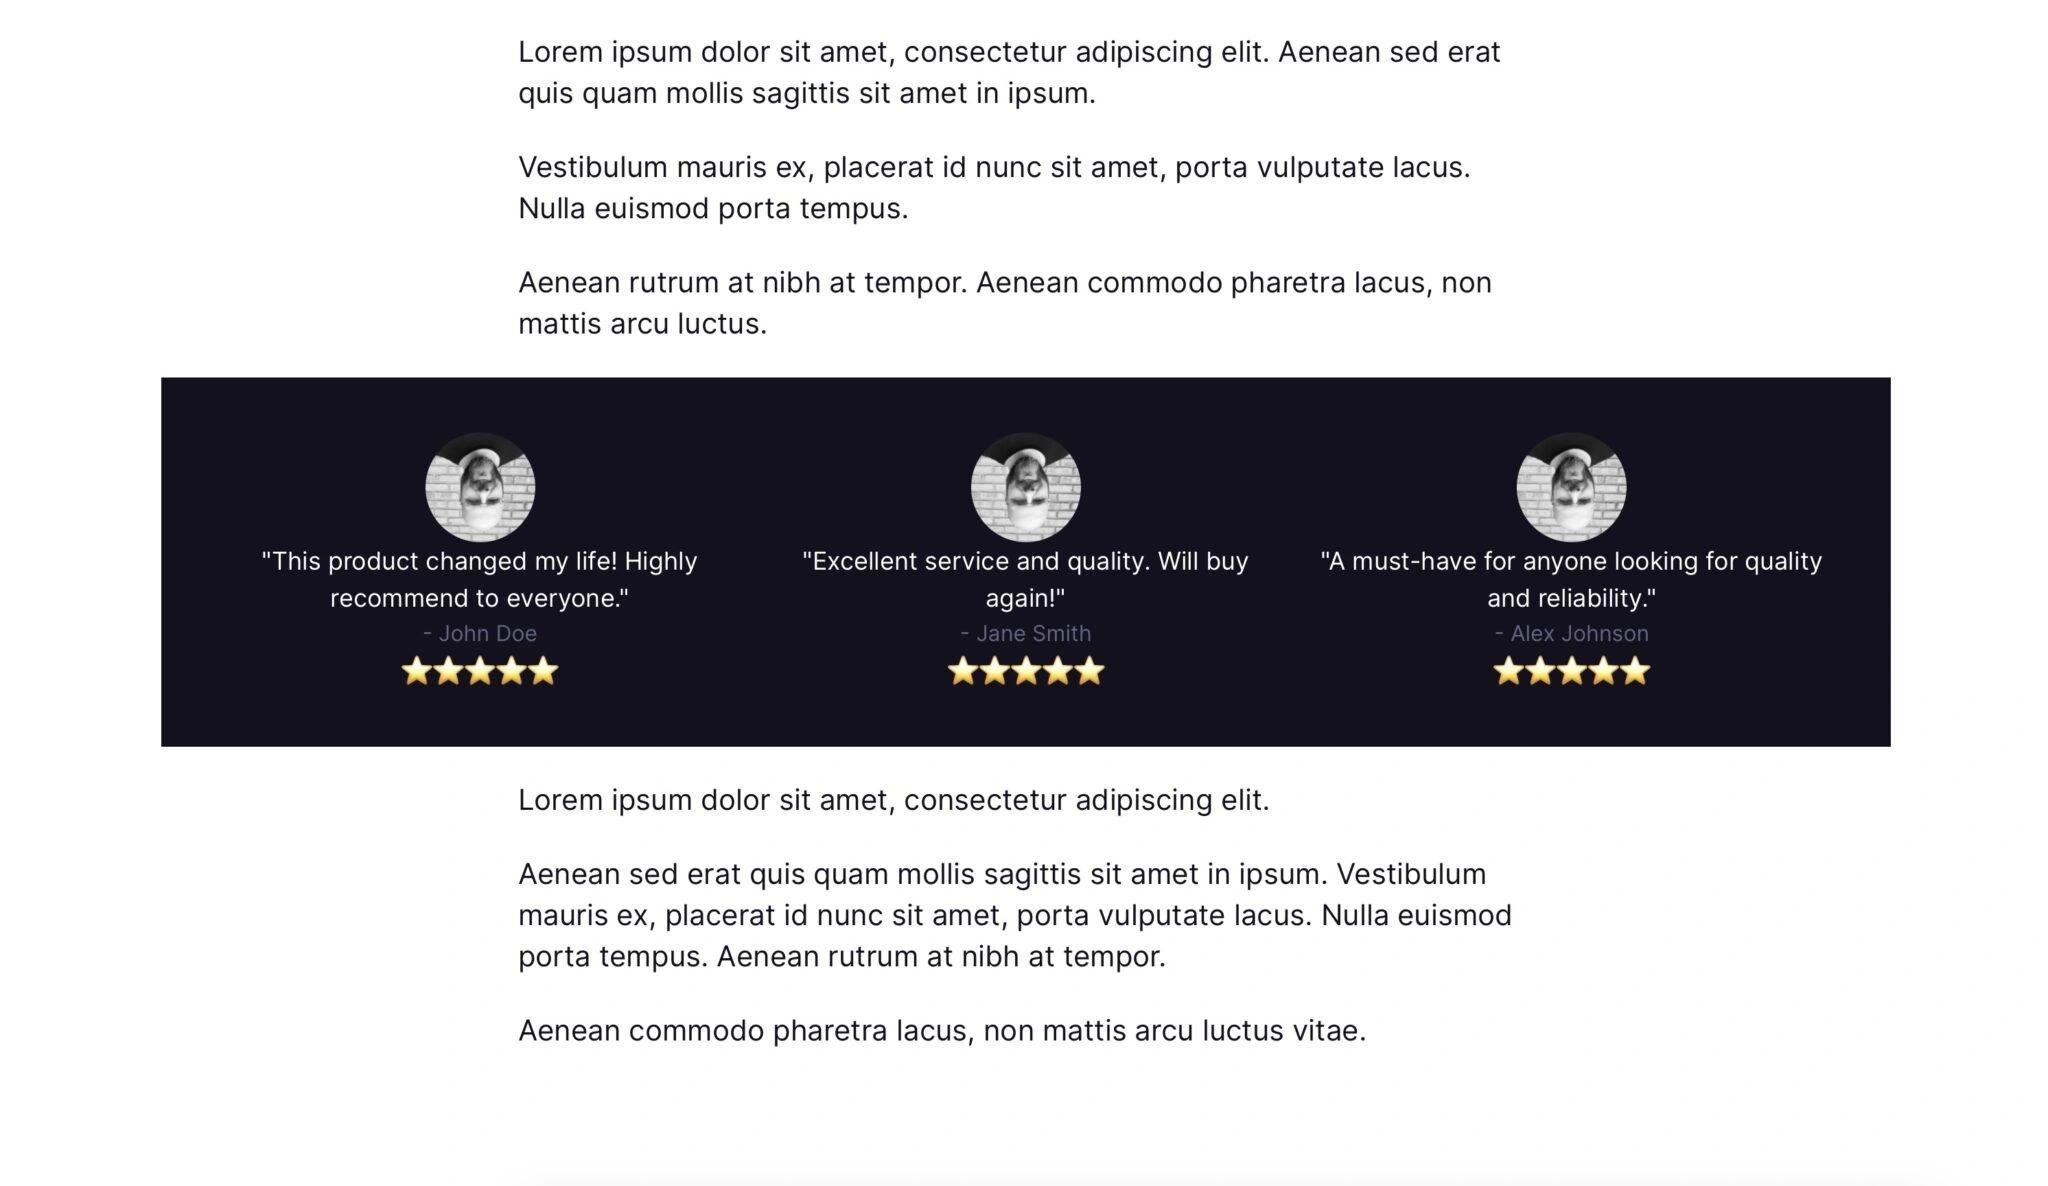 Lorem ipsum dolor sit amet, consectetur adipiscing elit. Aenean sed erat
quis quam mollis sagittis sit amet in ipsum.
Vestibulum mauris ex, placerat id nunc sit amet, porta vulputate lacus.
Nulla euismod porta tempus.
Aenean rutrum at nibh at tempor. Aenean commodo pharetra lacus, non
mattis arcu luctus.
"This product changed my life! Highly
recommend to everyone."
- John Doe
"Excellent service and quality. Will buy
again!"
- Jane Smith
"A must-have for anyone looking for quality
and reliability."
- Alex Johnson
Lorem ipsum dolor sit amet, consectetur adipiscing elit.
Aenean sed erat quis quam mollis sagittis sit amet in ipsum. Vestibulum
mauris ex, placerat id nunc sit amet, porta vulputate lacus. Nulla euismod
porta tempus. Aenean rutrum at nibh at tempor.
Aenean commodo pharetra lacus, non mattis arcu luctus vitae.